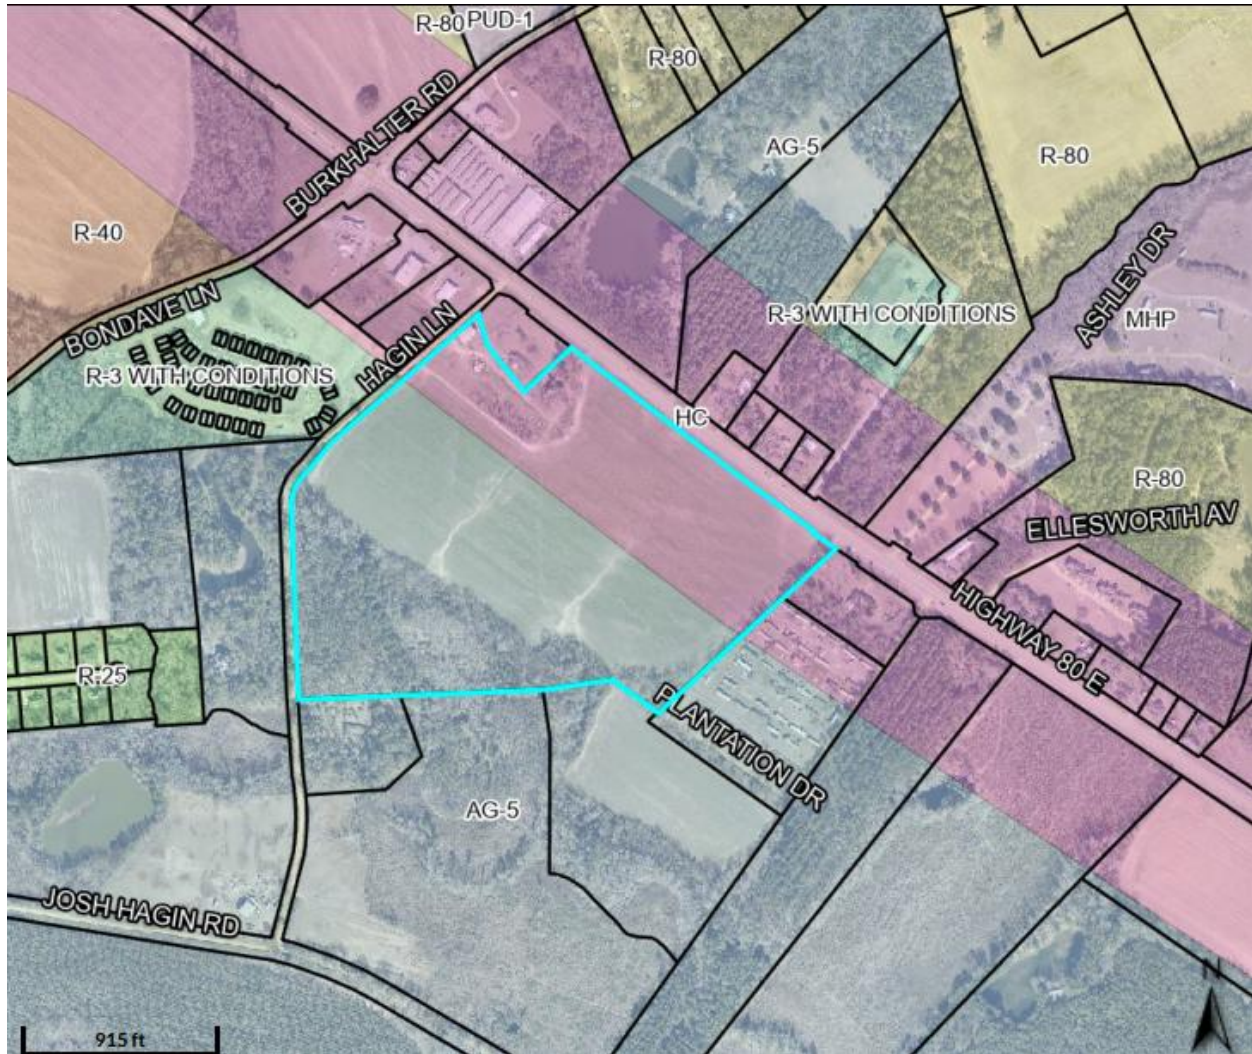 R-80
PUD-1
R-80
BURKHALTER RD
AG-5
R-80
R-40
ASHLEY DR
BONDAVE LN
R-3 WITH CONDITIONS
MHP
HAGIN LN
R-3 WITH CONDITIONS
HC
R-80
ELLESWORTH AV
HIGHWAY 80 E
R-25
PLANTATION DR
AG-5
JOSH HAGIN RD
N
915 ft